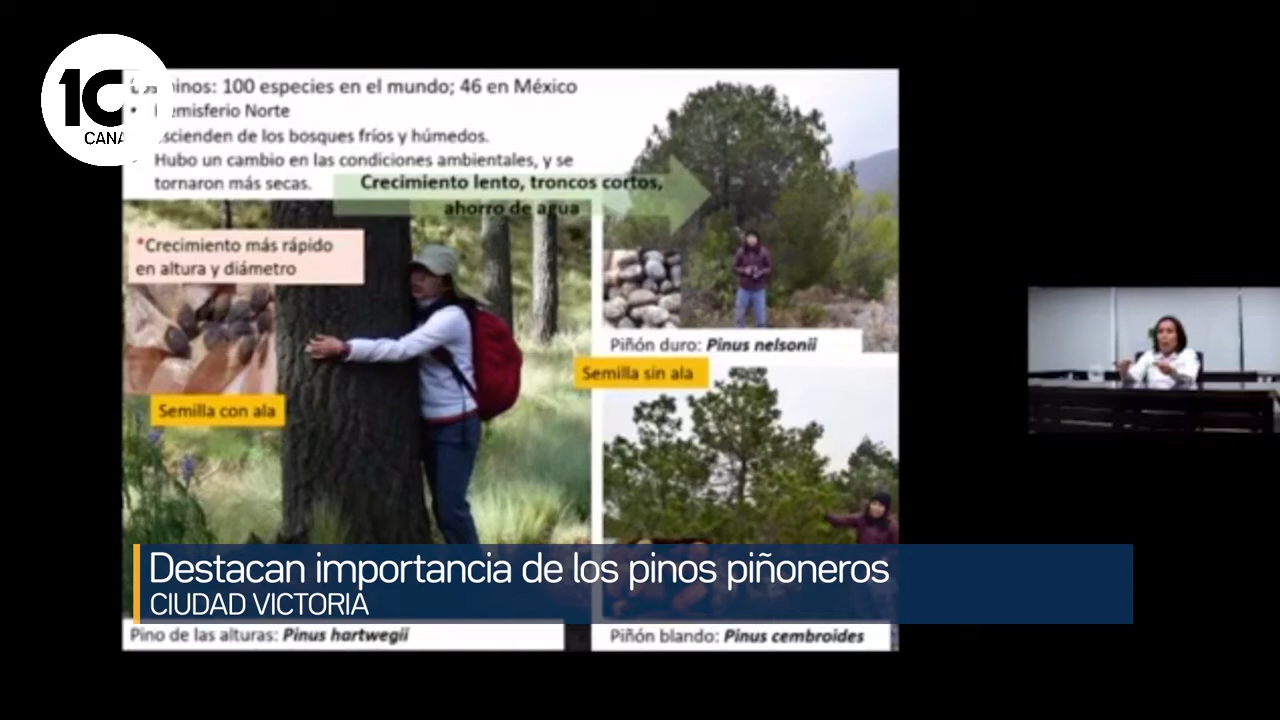 10
CANA
inos: 100 especies en el mundo; 46 en México
emisferio Norte
scienden de los bosques fríos y húmedos.
Hubo un cambio en las condiciones ambientales, y se
tornaron más secas.
Crecimiento lento, troncos cortos,
ahorro de agua
*Crecimiento más rápido
en altura y diámetro
Semilla con ala
Piñón duro: Pinus nelsonii
Semilla sin ala
Destacan importancia de los pinos piñoneros
CIUDAD VICTORIA
Pino de las alturas: Pinus hartwegii
Piñón blando: Pinus cembroides